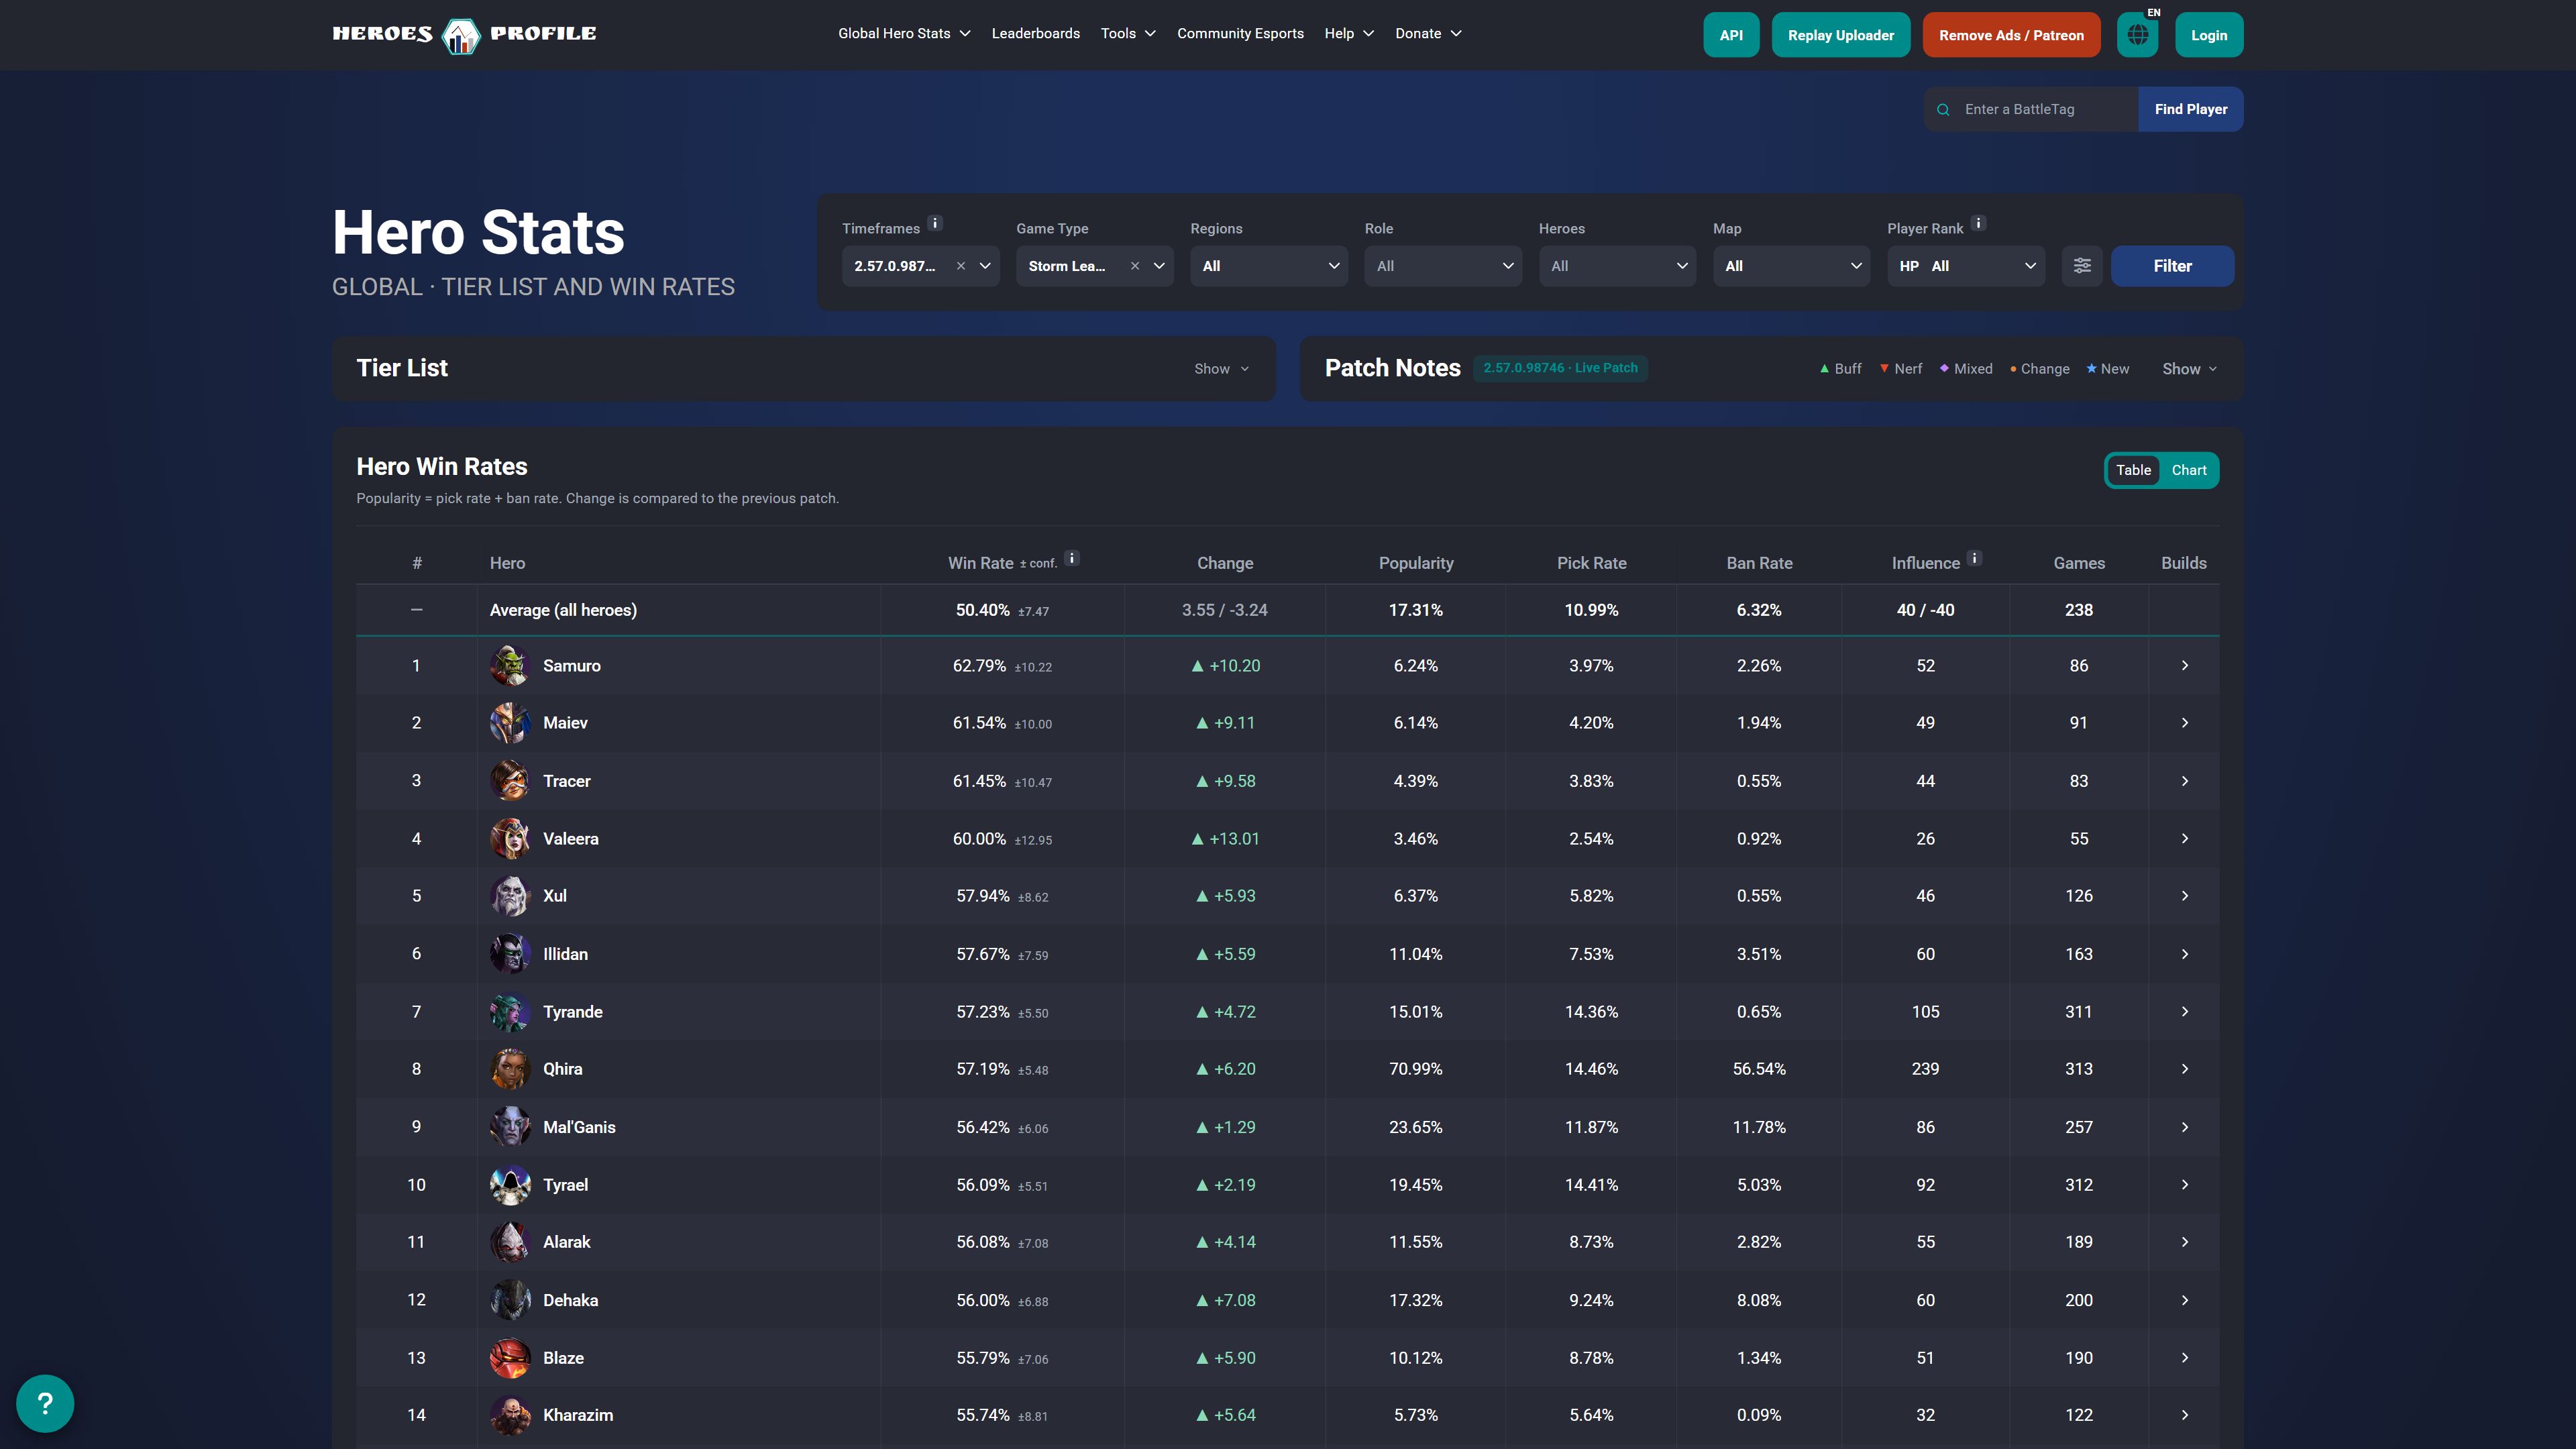 HEROES PROFILE
Global Hero Stats Leaderboards Tools Community Esports Help Donate
API Replay Uploader Remove Ads / Patreon EN Login
Enter a BattleTag Find Player
Hero Stats
GLOBAL · TIER LIST AND WIN RATES
Timeframes i Game Type Regions Role Heroes Map Player Rank i
2.57.0.987... × Storm Lea... × All All All All HP All Filter
Tier List Show
Patch Notes 2.57.0.98746 · Live Patch ▲ Buff ▼ Nerf ◆ Mixed ● Change ★ New Show
Hero Win Rates
Popularity = pick rate + ban rate. Change is compared to the previous patch.
Table Chart
# Hero Win Rate ± conf. i Change Popularity Pick Rate Ban Rate Influence i Games Builds
— Average (all heroes) 50.40% ±7.47 3.55 / -3.24 17.31% 10.99% 6.32% 40 / -40 238
1 Samuro 62.79% ±10.22 ▲ +10.20 6.24% 3.97% 2.26% 52 86
2 Maiev 61.54% ±10.00 ▲ +9.11 6.14% 4.20% 1.94% 49 91
3 Tracer 61.45% ±10.47 ▲ +9.58 4.39% 3.83% 0.55% 44 83
4 Valeera 60.00% ±12.95 ▲ +13.01 3.46% 2.54% 0.92% 26 55
5 Xul 57.94% ±8.62 ▲ +5.93 6.37% 5.82% 0.55% 46 126
6 Illidan 57.67% ±7.59 ▲ +5.59 11.04% 7.53% 3.51% 60 163
7 Tyrande 57.23% ±5.50 ▲ +4.72 15.01% 14.36% 0.65% 105 311
8 Qhira 57.19% ±5.48 ▲ +6.20 70.99% 14.46% 56.54% 239 313
9 Mal'Ganis 56.42% ±6.06 ▲ +1.29 23.65% 11.87% 11.78% 86 257
10 Tyrael 56.09% ±5.51 ▲ +2.19 19.45% 14.41% 5.03% 92 312
11 Alarak 56.08% ±7.08 ▲ +4.14 11.55% 8.73% 2.82% 55 189
12 Dehaka 56.00% ±6.88 ▲ +7.08 17.32% 9.24% 8.08% 60 200
13 Blaze 55.79% ±7.06 ▲ +5.90 10.12% 8.78% 1.34% 51 190
14 Kharazim 55.74% ±8.81 ▲ +5.64 5.73% 5.64% 0.09% 32 122
?